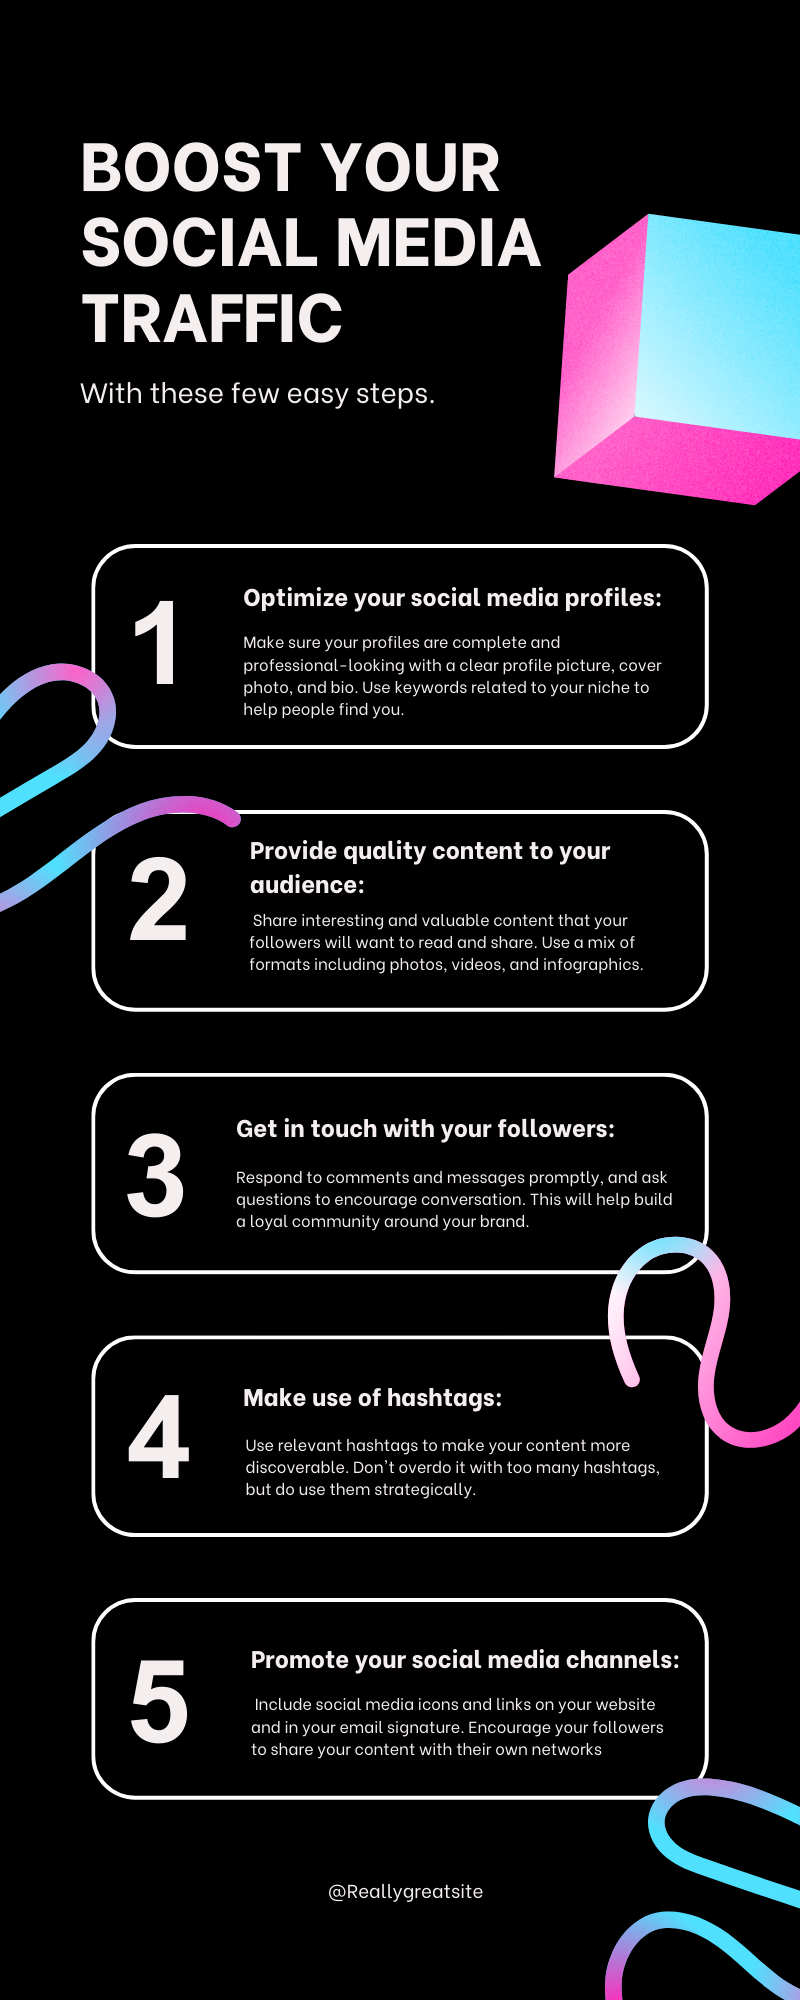 BOOST YOUR
SOCIAL MEDIA
TRAFFIC
With these few easy steps.
1
Optimize your social media profiles:
Make sure your profiles are complete and
professional-looking with a clear profile picture, cover
photo, and bio. Use keywords related to your niche to
help people find you.
2
Provide quality content to your
audience:
Share interesting and valuable content that your
followers will want to read and share. Use a mix of
formats including photos, videos, and infographics.
3
Get in touch with your followers:
Respond to comments and messages promptly, and ask
questions to encourage conversation. This will help build
a loyal community around your brand.
4
Make use of hashtags:
Use relevant hashtags to make your content more
discoverable. Don't overdo it with too many hashtags,
but do use them strategically.
5
Promote your social media channels:
Include social media icons and links on your website
and in your email signature. Encourage your followers
to share your content with their own networks
@Reallygreatsite